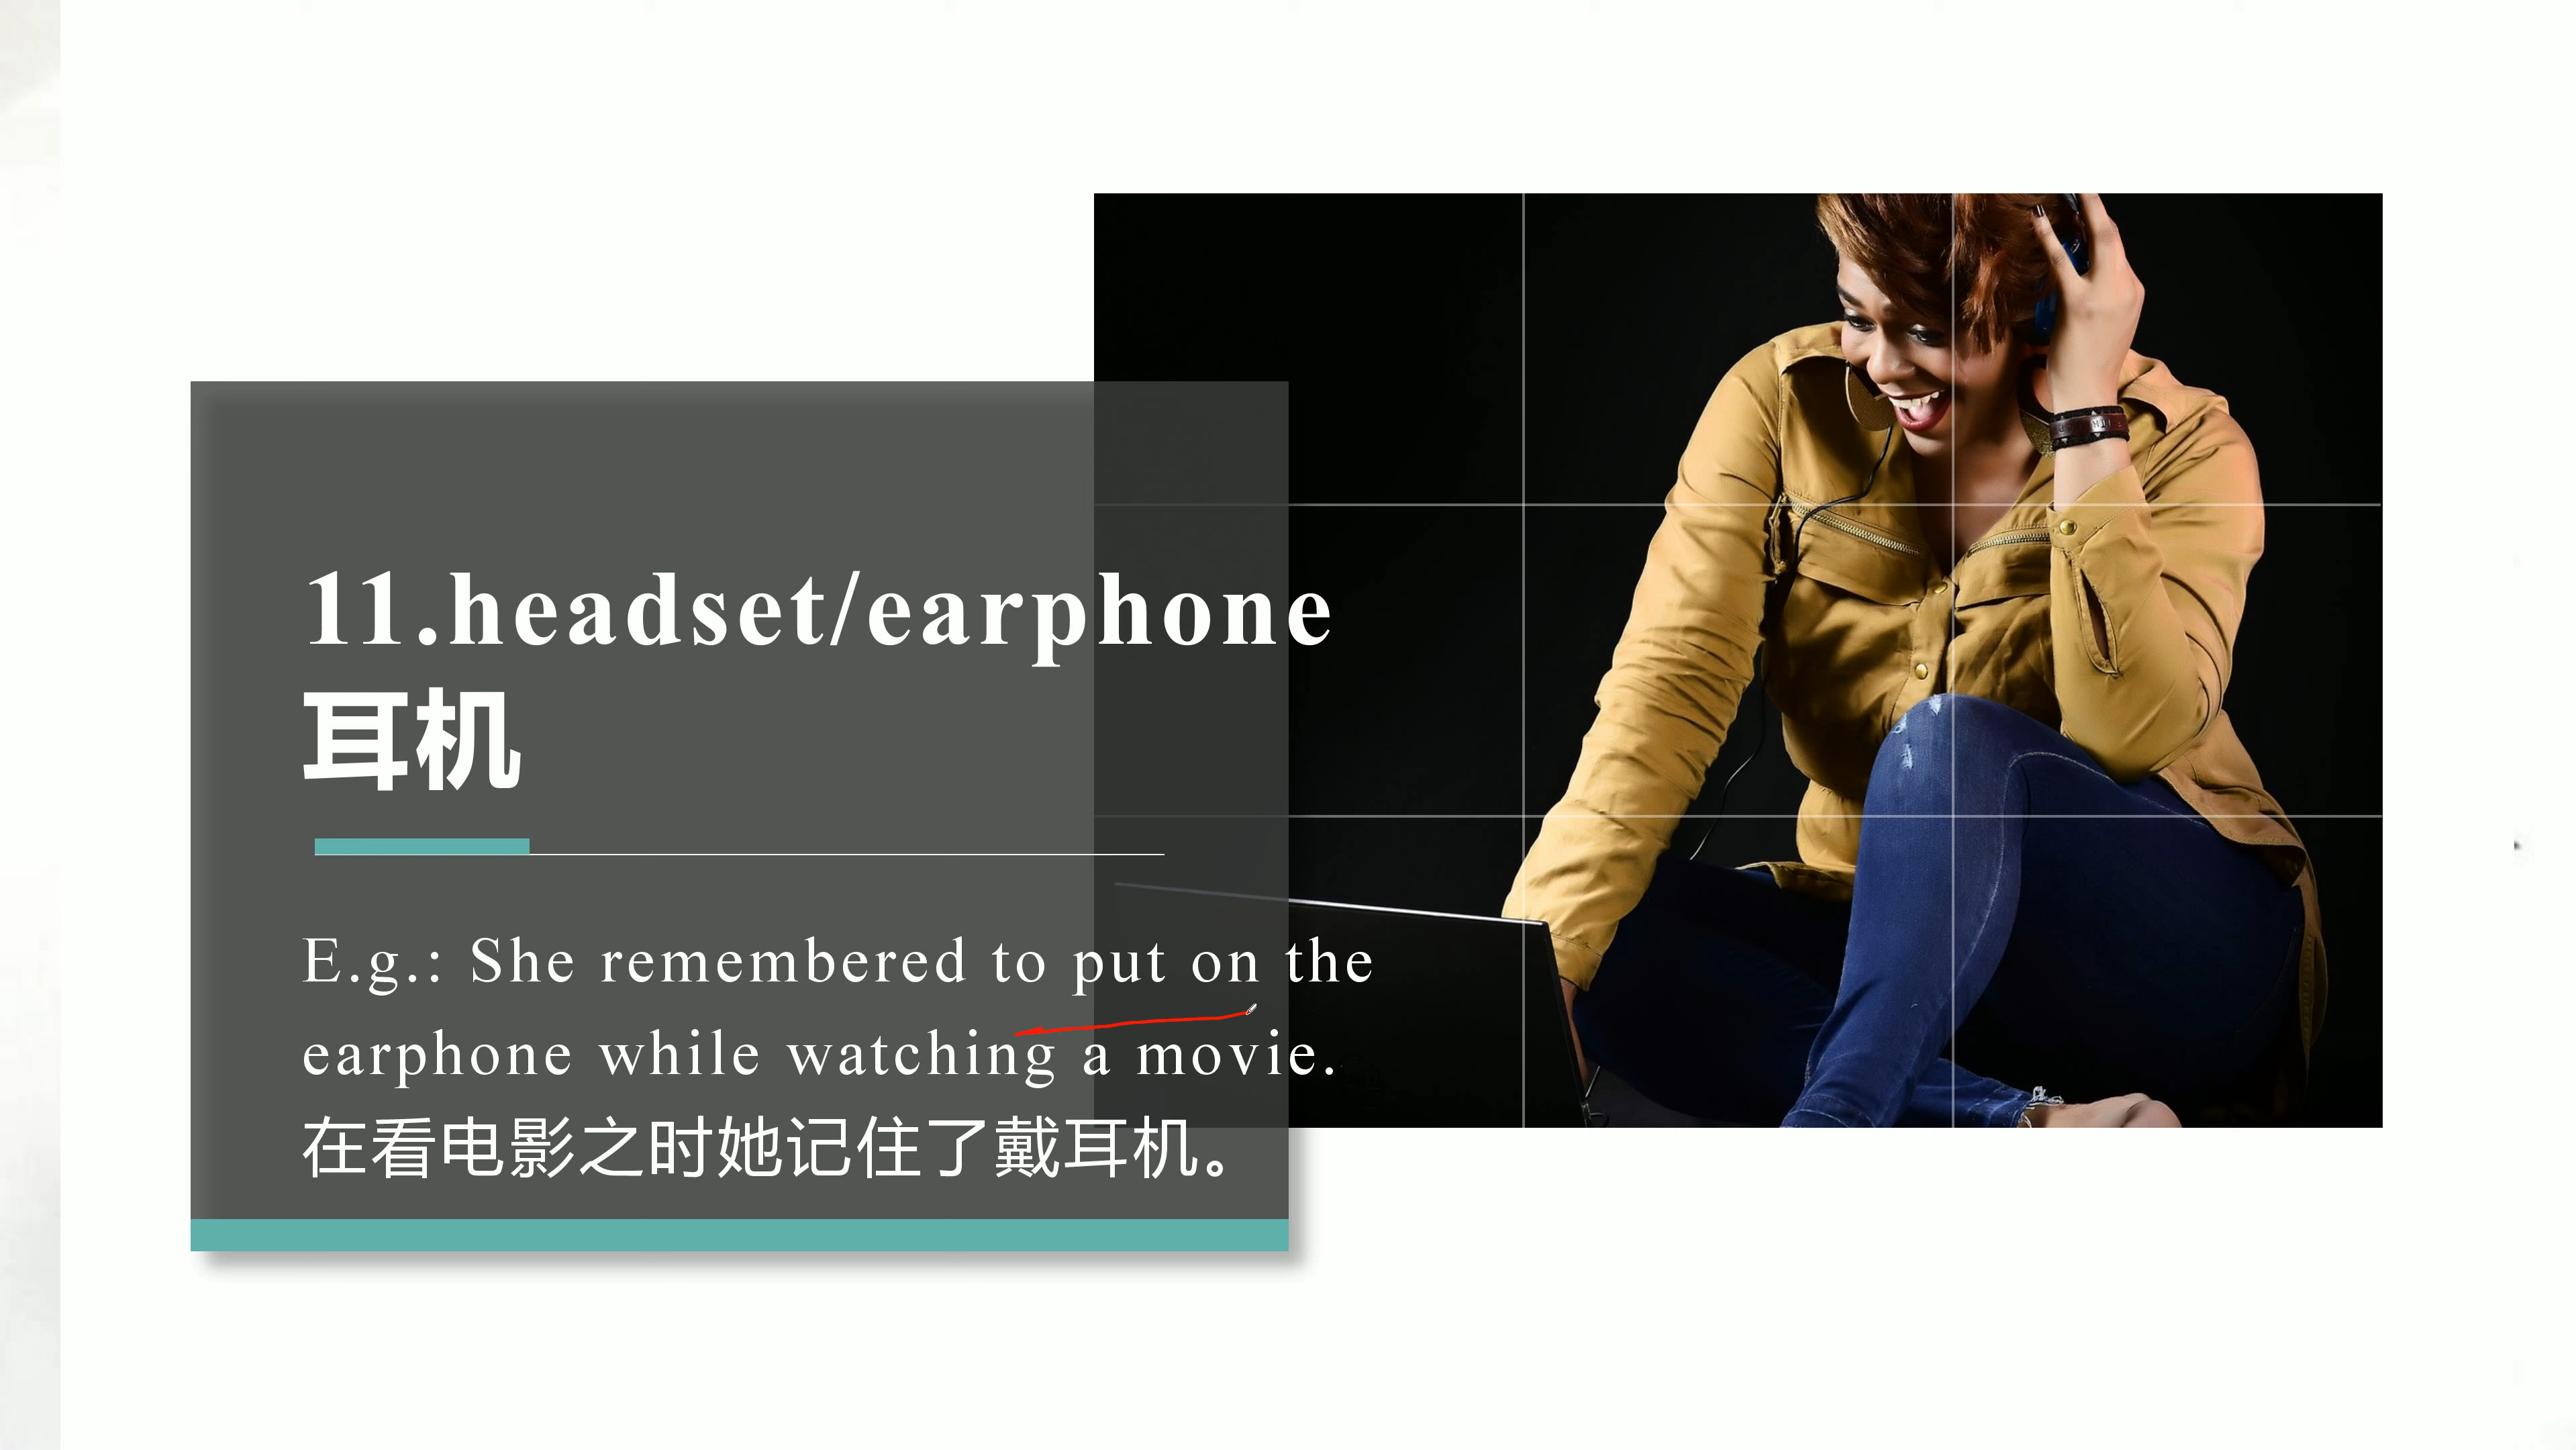 11.headset/earphone
耳机
E.g.: She remembered to put on the
earphone while watching a movie.
在看电影之时她记住了戴耳机。